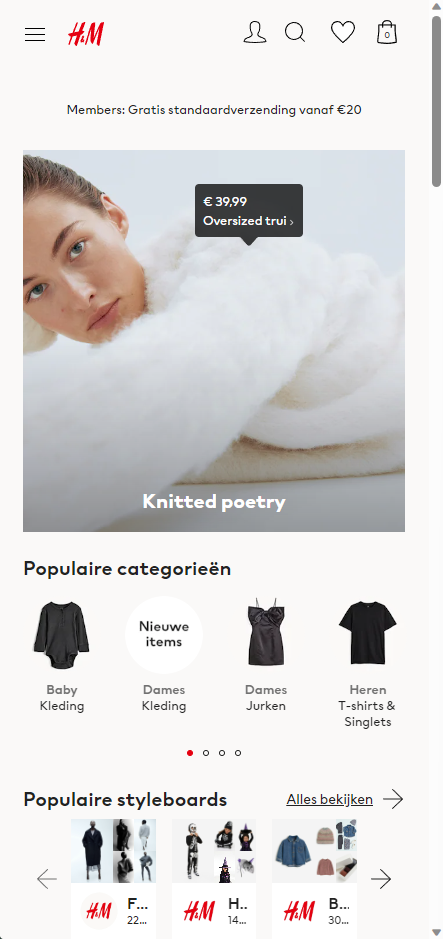 H&M
0
Members: Gratis standaardverzending vanaf €20
€ 39,99
Oversized trui ›
Knitted poetry
Populaire categorieën
Nieuwe
items
Baby
Kleding
Dames
Kleding
Dames
Jurken
Heren
T-shirts &
Singlets
Populaire styleboards
Alles bekijken
H&M
F...
22...
H&M
H...
14...
H&M
B...
30...